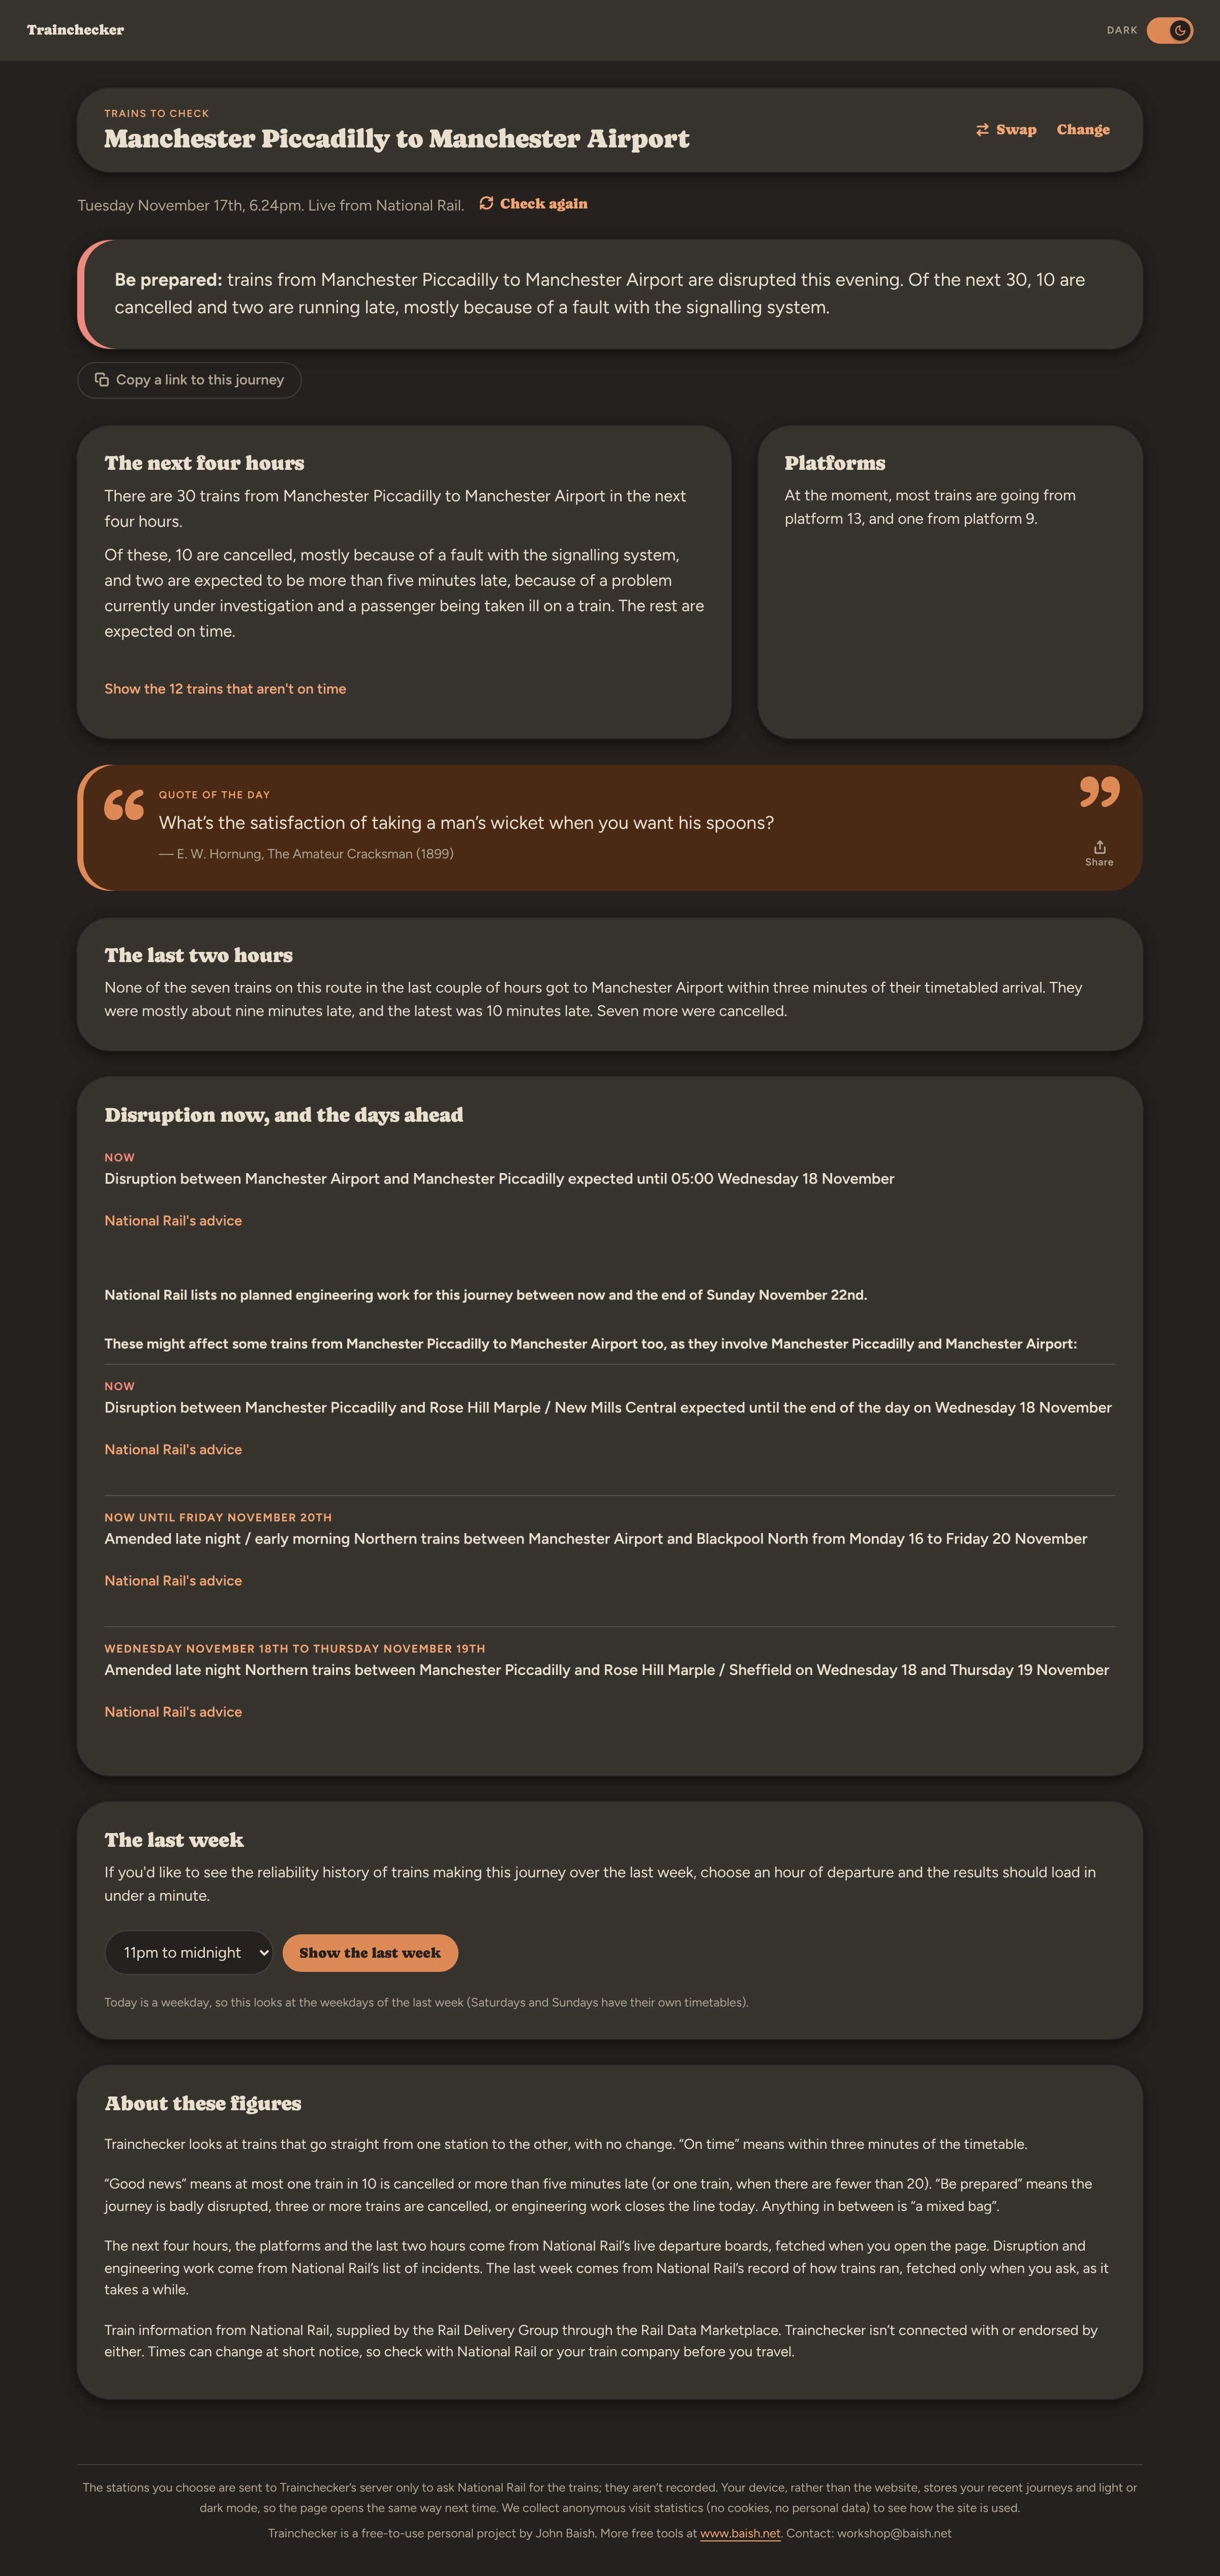 Trainchecker
DARK
TRAINS TO CHECK
Manchester Piccadilly to Manchester Airport
Swap
Change
Tuesday November 17th, 6.24pm. Live from National Rail.
Check again
Be prepared: trains from Manchester Piccadilly to Manchester Airport are disrupted this evening. Of the next 30, 10 are
cancelled and two are running late, mostly because of a fault with the signalling system.
Copy a link to this journey
The next four hours
There are 30 trains from Manchester Piccadilly to Manchester Airport in the next
four hours.
Of these, 10 are cancelled, mostly because of a fault with the signalling system,
and two are expected to be more than five minutes late, because of a problem
currently under investigation and a passenger being taken ill on a train. The rest are
expected on time.
Show the 12 trains that aren't on time
Platforms
At the moment, most trains are going from
platform 13, and one from platform 9.
“
QUOTE OF THE DAY
What’s the satisfaction of taking a man’s wicket when you want his spoons?
— E. W. Hornung, The Amateur Cracksman (1899)
”
Share
The last two hours
None of the seven trains on this route in the last couple of hours got to Manchester Airport within three minutes of their timetabled arrival. They
were mostly about nine minutes late, and the latest was 10 minutes late. Seven more were cancelled.
Disruption now, and the days ahead
NOW
Disruption between Manchester Airport and Manchester Piccadilly expected until 05:00 Wednesday 18 November
National Rail's advice
National Rail lists no planned engineering work for this journey between now and the end of Sunday November 22nd.
These might affect some trains from Manchester Piccadilly to Manchester Airport too, as they involve Manchester Piccadilly and Manchester Airport:
NOW
Disruption between Manchester Piccadilly and Rose Hill Marple / New Mills Central expected until the end of the day on Wednesday 18 November
National Rail's advice
NOW UNTIL FRIDAY NOVEMBER 20TH
Amended late night / early morning Northern trains between Manchester Airport and Blackpool North from Monday 16 to Friday 20 November
National Rail's advice
WEDNESDAY NOVEMBER 18TH TO THURSDAY NOVEMBER 19TH
Amended late night Northern trains between Manchester Piccadilly and Rose Hill Marple / Sheffield on Wednesday 18 and Thursday 19 November
National Rail's advice
The last week
If you'd like to see the reliability history of trains making this journey over the last week, choose an hour of departure and the results should load in
under a minute.
11pm to midnight
Show the last week
Today is a weekday, so this looks at the weekdays of the last week (Saturdays and Sundays have their own timetables).
About these figures
Trainchecker looks at trains that go straight from one station to the other, with no change. “On time” means within three minutes of the timetable.
“Good news” means at most one train in 10 is cancelled or more than five minutes late (or one train, when there are fewer than 20). “Be prepared” means the
journey is badly disrupted, three or more trains are cancelled, or engineering work closes the line today. Anything in between is “a mixed bag”.
The next four hours, the platforms and the last two hours come from National Rail’s live departure boards, fetched when you open the page. Disruption and
engineering work come from National Rail’s list of incidents. The last week comes from National Rail’s record of how trains ran, fetched only when you ask, as it
takes a while.
Train information from National Rail, supplied by the Rail Delivery Group through the Rail Data Marketplace. Trainchecker isn’t connected with or endorsed by
either. Times can change at short notice, so check with National Rail or your train company before you travel.
The stations you choose are sent to Trainchecker’s server only to ask National Rail for the trains; they aren’t recorded. Your device, rather than the website, stores your recent journeys and light or
dark mode, so the page opens the same way next time. We collect anonymous visit statistics (no cookies, no personal data) to see how the site is used.
Trainchecker is a free-to-use personal project by John Baish. More free tools at www.baish.net. Contact: workshop@baish.net